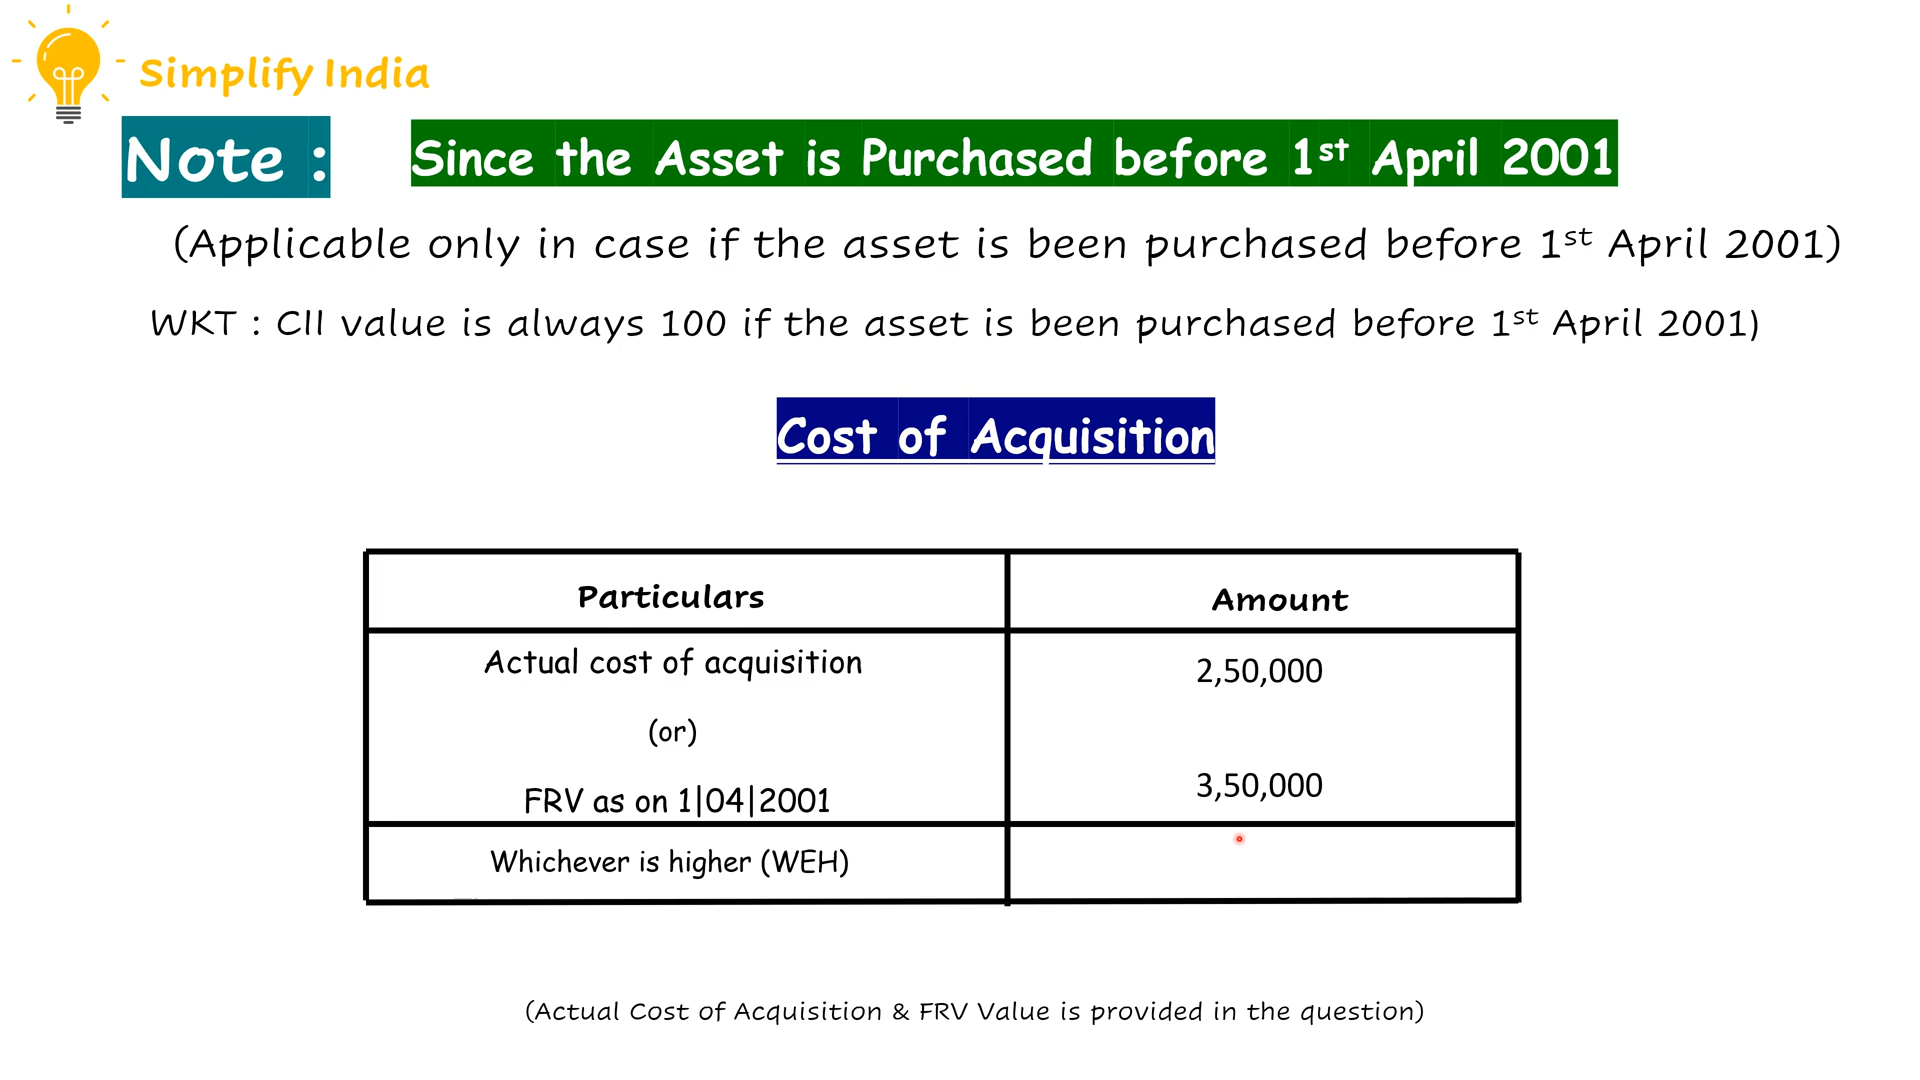 Simplify India
Note :
Since the Asset is Purchased before 1st April 2001
(Applicable only in case if the asset is been purchased before 1st April 2001)
WKT : CII value is always 100 if the asset is been purchased before 1st April 2001)
Cost of Acquisition
Particulars
Amount
Actual cost of acquisition
2,50,000
(or)
FRV as on 1|04|2001
3,50,000
Whichever is higher (WEH)
(Actual Cost of Acquisition & FRV Value is provided in the question)